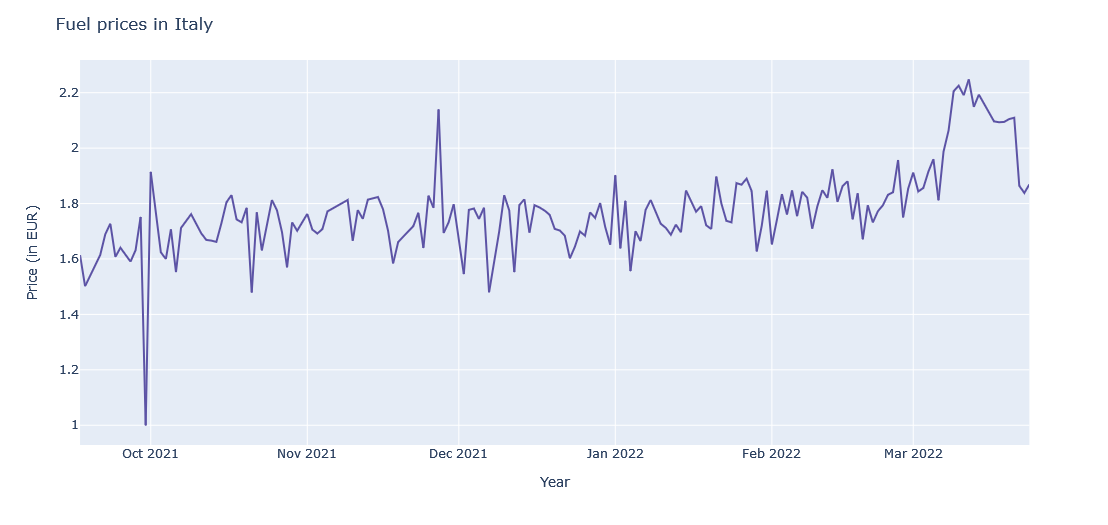 Fuel prices in Italy
Price (in EUR)
2.2
2
1.8
1.6
1.4
1.2
1
Oct 2021
Nov 2021
Dec 2021
Jan 2022
Feb 2022
Mar 2022
Year